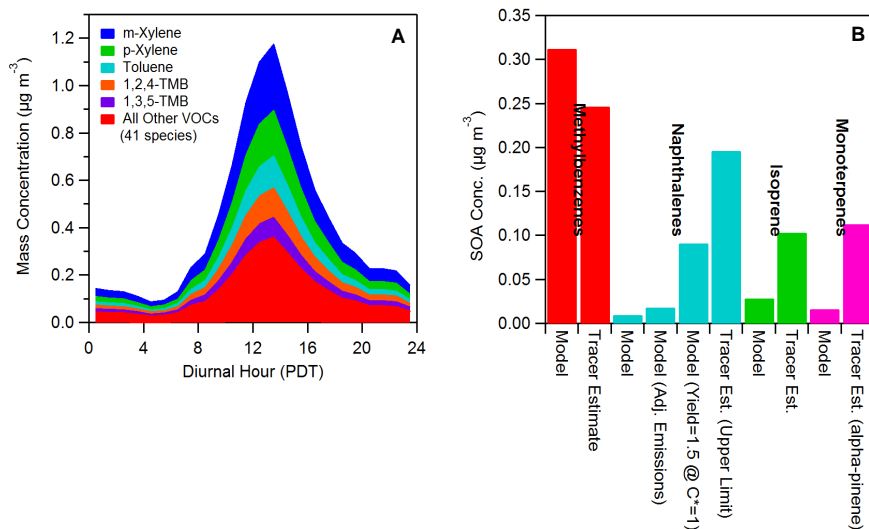 A
m-Xylene
p-Xylene
Toluene
1,2,4-TMB
1,3,5-TMB
All Other VOCs
(41 species)
Mass Concentration (µg m⁻³)
1.2
1.0
0.8
0.6
0.4
0.2
0.0
0
4
8
12
16
20
24
Diurnal Hour (PDT)
B
SOA Conc. (µg m⁻³)
0.35
0.30
0.25
0.20
0.15
0.10
0.05
0.00
Methylbenzenes
Naphthalenes
Isoprene
Monoterpenes
Model
Tracer Estimate
Model
Model (Adj. Emissions)
Model (Yield=1.5 @ C*=1)
Tracer Est. (Upper Limit)
Model
Tracer Est.
Model
Tracer Est. (alpha-pinene)